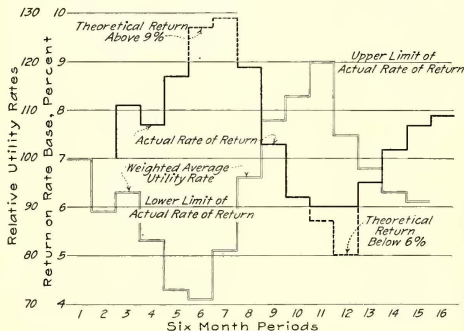 130 10
Theoretical Return
Above 9%
120 9
Upper Limit of
Actual Rate of Return
110 8
Actual Rate of Return
100 7
Weighted Average
Utility Rate
90 6
Lower Limit of
Actual Rate of Return
Theoretical
Return
Below 6%
80 5
70 4
1 2 3 4 5 6 7 8 9 10 11 12 13 14 15 16
Six Month Periods
Relative Utility Rates
Return on Rate Base, Percent